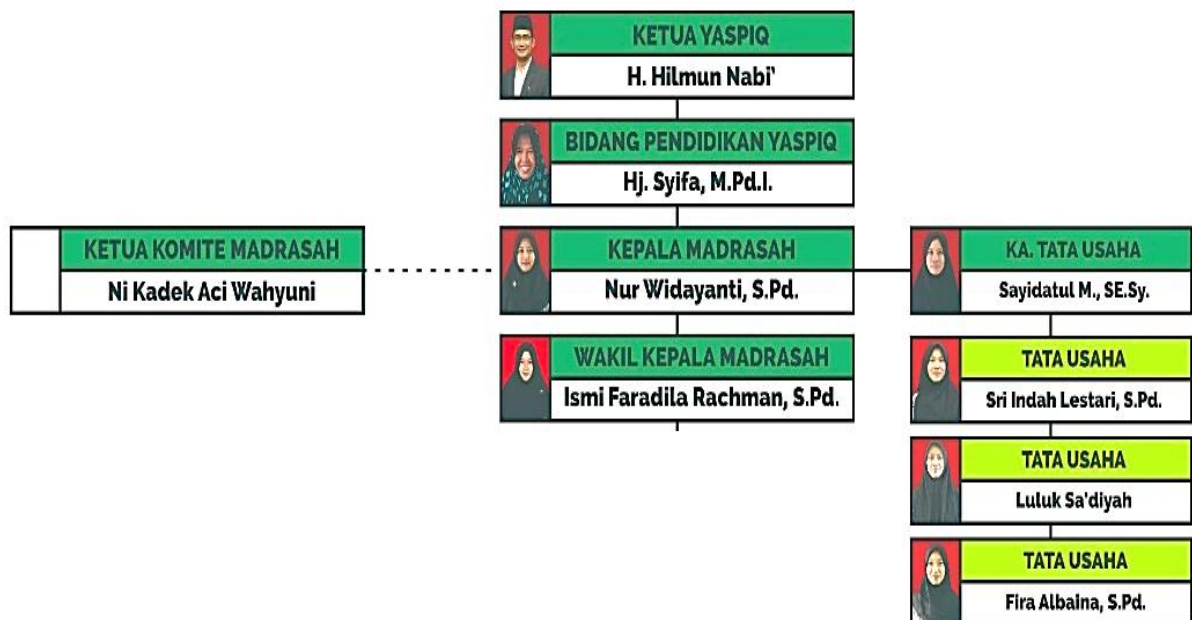 KETUA YASPIQ
H. Hilmun Nabi'
BIDANG PENDIDIKAN YASPIQ
Hj. Syifa, M.Pd.I.
KETUA KOMITE MADRASAH
Ni Kadek Aci Wahyuni
KEPALA MADRASAH
Nur Widayanti, S.Pd.
KA. TATA USAHA
Sayidatul M., SE.Sy.
WAKIL KEPALA MADRASAH
Ismi Faradila Rachman, S.Pd.
TATA USAHA
Sri Indah Lestari, S.Pd.
TATA USAHA
Luluk Sa'diyah
TATA USAHA
Fira Albaina, S.Pd.